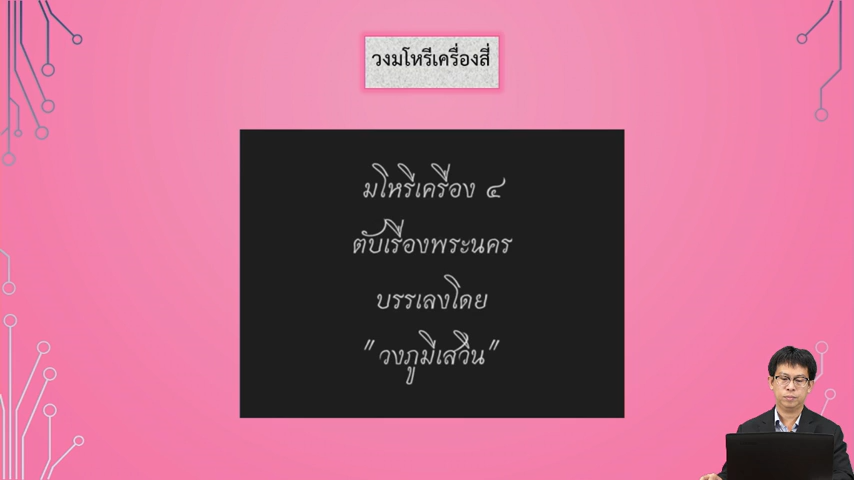 วงมโหรีเครื่องสี่
มโหรีเครื่อง ๔
ตับเรื่องพระนคร
บรรเลงโดย
"วงภูมีเสวิน"